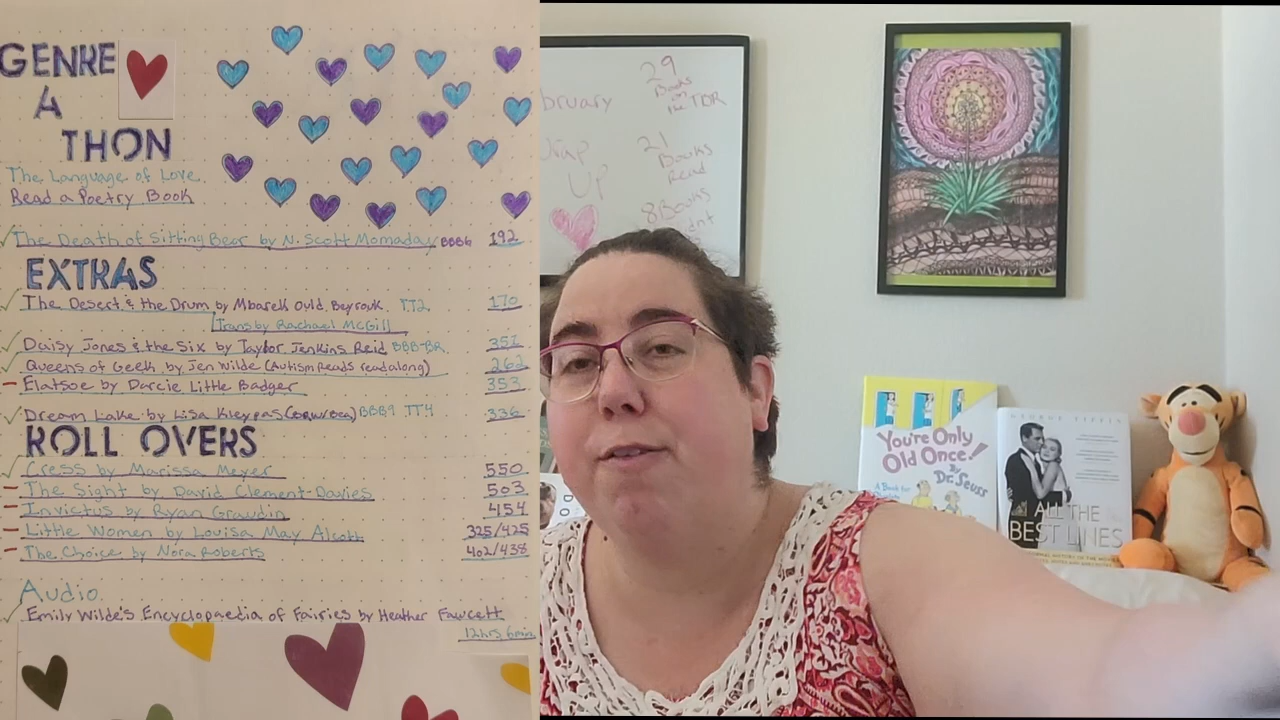 GENRE
A
THON
The Language of Love
Read a Poetry Book
The Death of Sitting Bear by N. Scott Momaday BBB6 192
EXTRAS
The Desert & the Drum by Mbarek Ould Beyrouk TT2 170
Trans by Rachael McGill
Daisy Jones & the Six by Taylor Jenkins Reid BBB-BR 351
Queens of Geek by Jen Wilde (Autism Reads readalong) 262
Elatsoe by Darcie Little Badger 353
Dream Lake by Lisa Kleypas BBB9 TT4 336
ROLL OVERS
Cress by Marissa Meyer 550
The Sight by David Clement-Davies 503
Invictus by Ryan Graudin 454
Little Women by Louisa May Alcott 325/425
The Choice by Nora Roberts 402/438
Audio
Emily Wilde's Encyclopaedia of Fairies by Heather Fawcett
12hrs 6min
bruary
Wrap
Up
29
Books
on
the TBR
21
Books
Read
8 Books
You're Only
Old Once!
By
Dr. Seuss
A Book for
GEORGE TIFFIN
ALL THE
BEST LINES